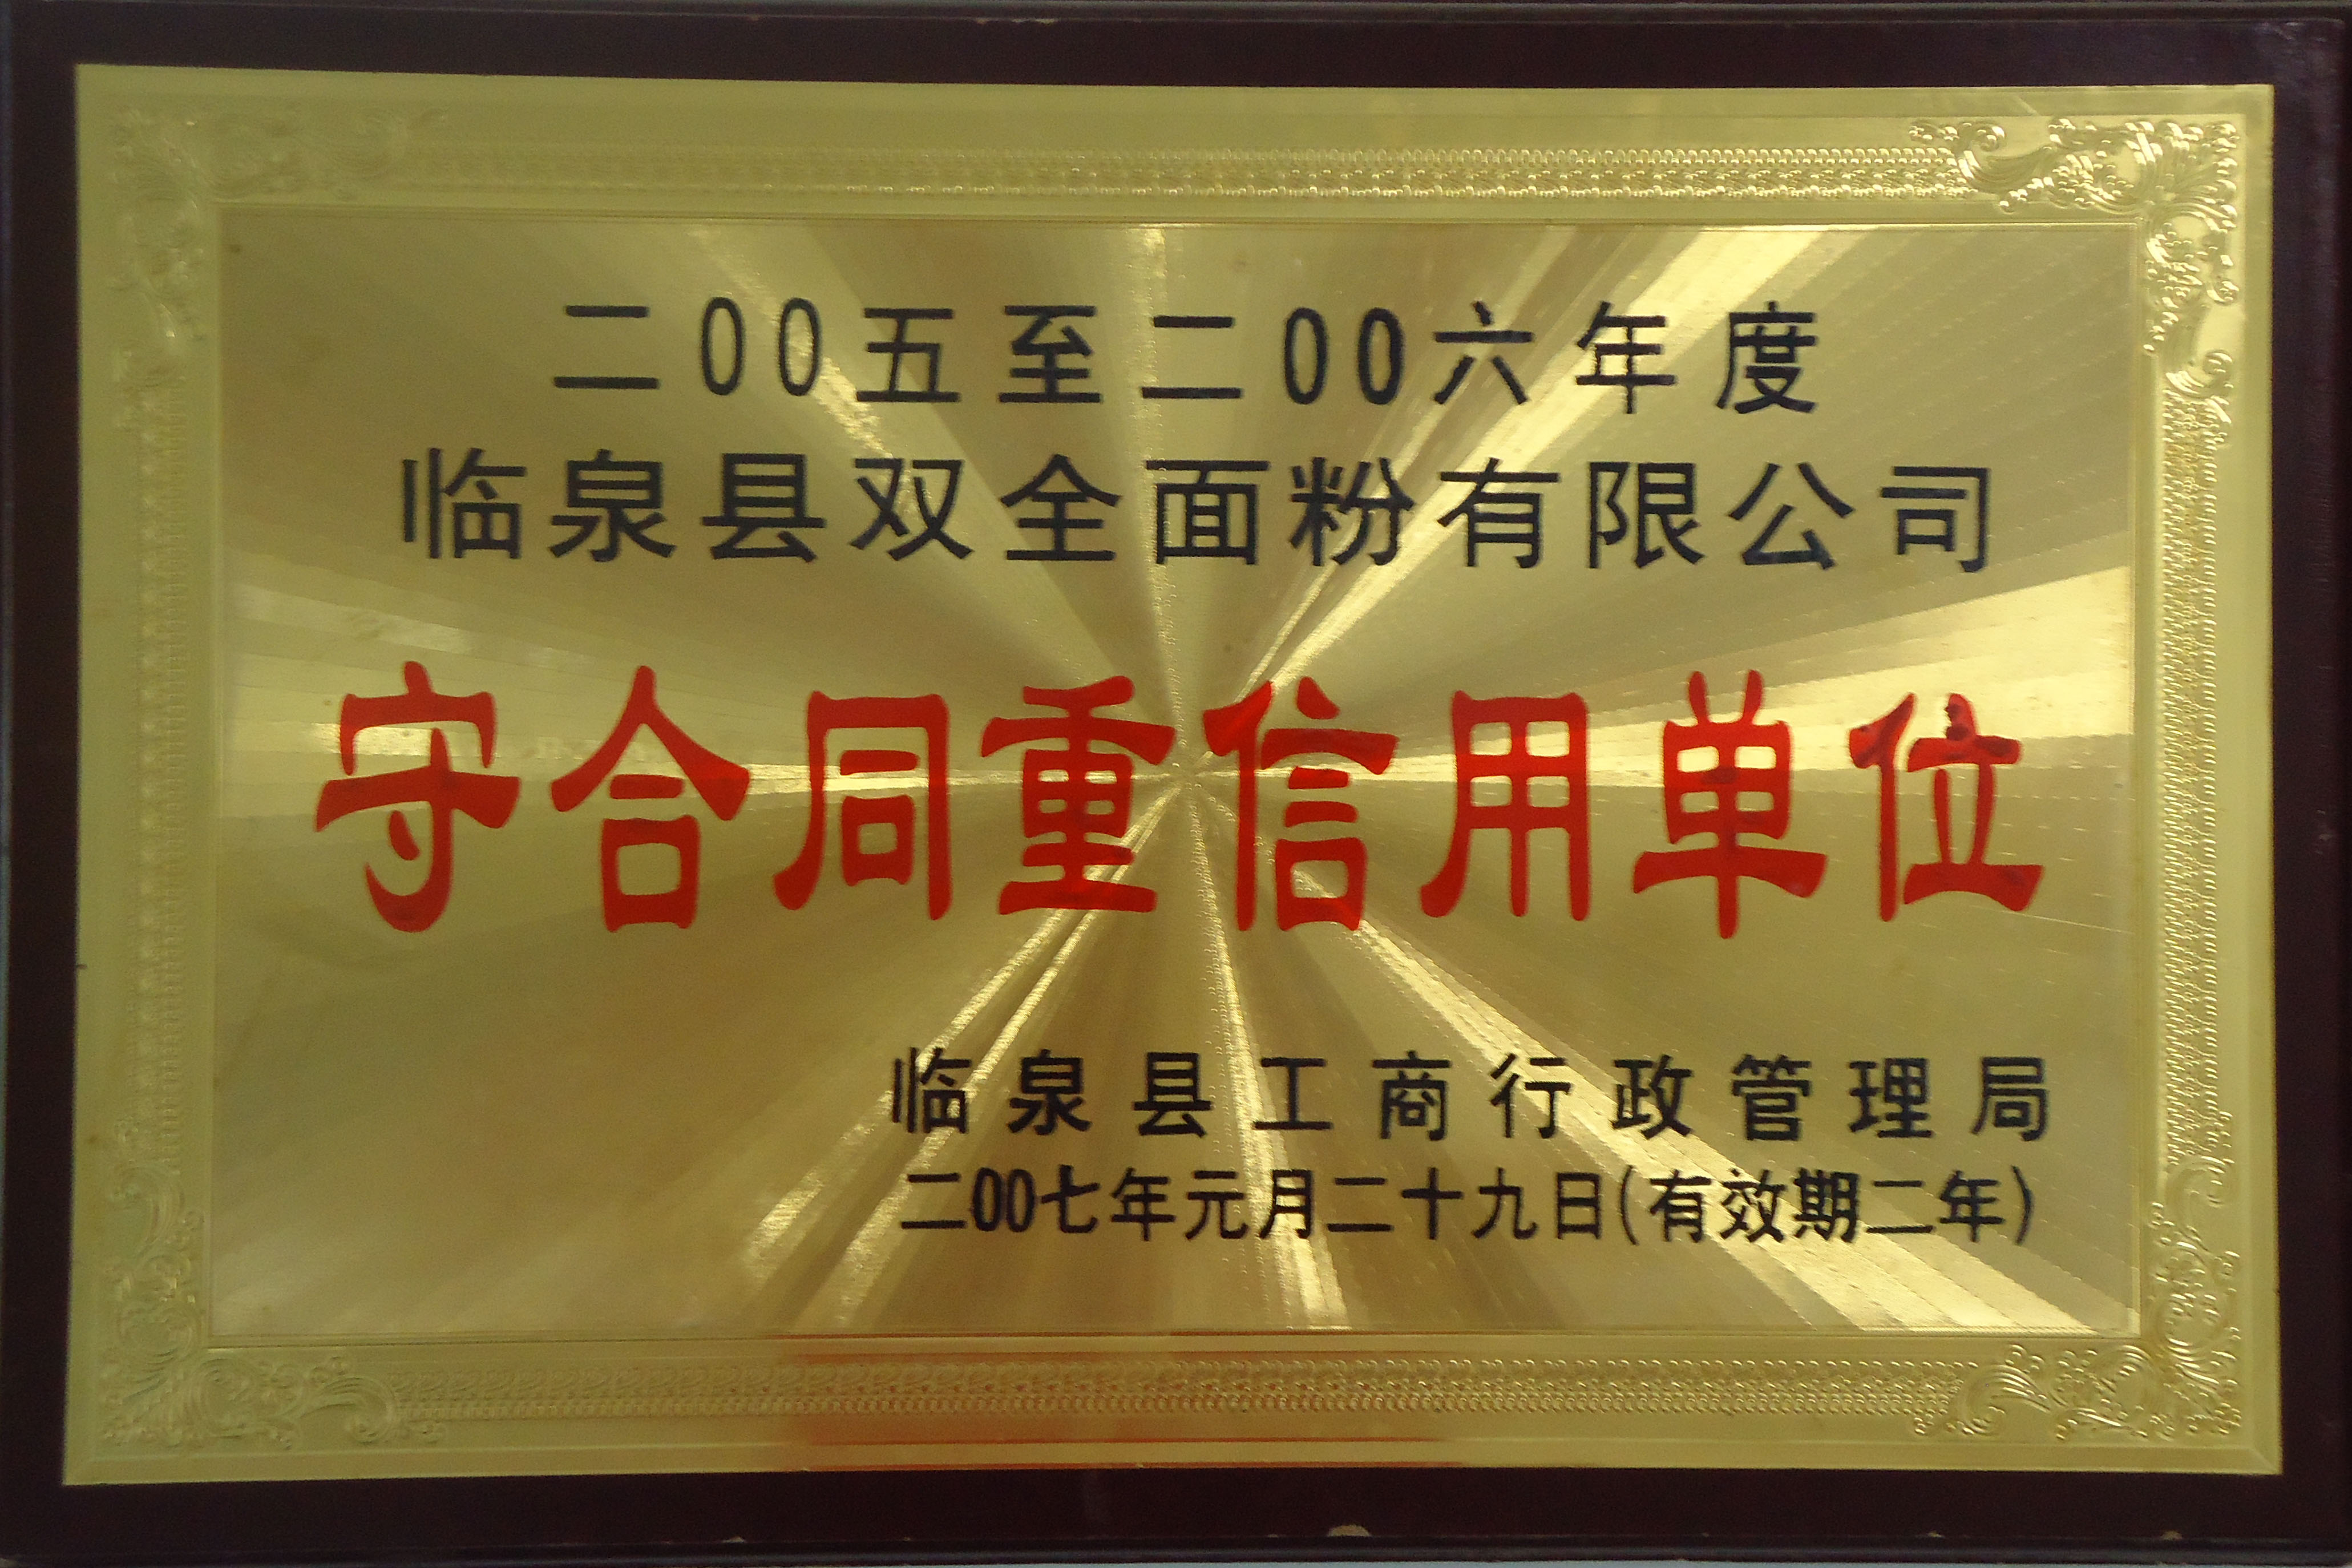 二00五至二00六年度
临泉县双全面粉有限公司
守合同重信用单位
临泉县工商行政管理局
二00七年元月二十九日(有效期二年)